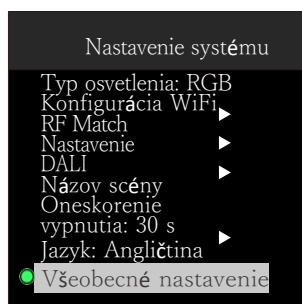 Nastavenie systému
Typ osvetlenia: RGB
Konfigurácia WiFi
RF Match
Nastavenie
DALI
Názov scény
Oneskorenie
vypnutia: 30 s
Jazyk: Angličtina
Všeobecné nastavenie